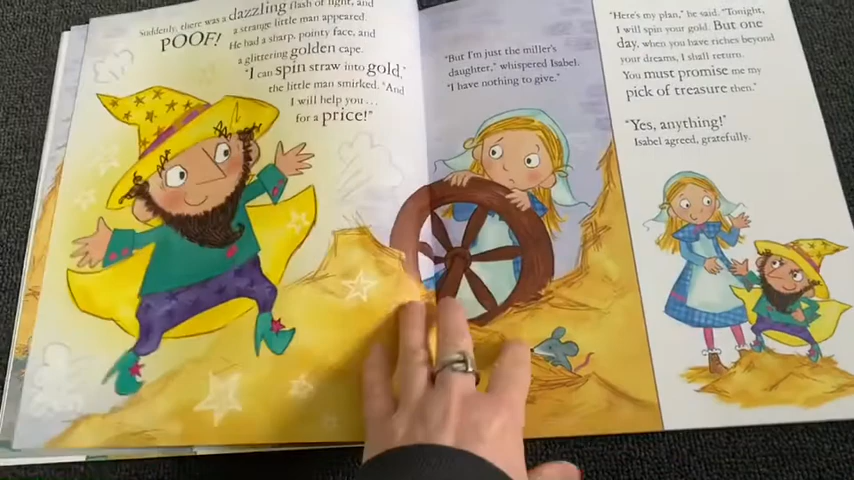 Suddenly, there was a dazzling flash of light, and
POOF! a strange little man appeared.
He had a sharp, pointy face, and
a glittering golden cape.
"I can spin straw into gold,"
the little man smirked. "And
I will help you ... 
for a price!"
"But I'm just the miller's
daughter," whispered Isabel.
"I have nothing to give."
"Here's my plan," he said. "Tonight,
I will spin your gold. But one
day, when you have riches beyond
your dreams, I shall return.
You must promise me my
pick of treasure then."
"Yes, anything!"
Isabel agreed, gratefully.